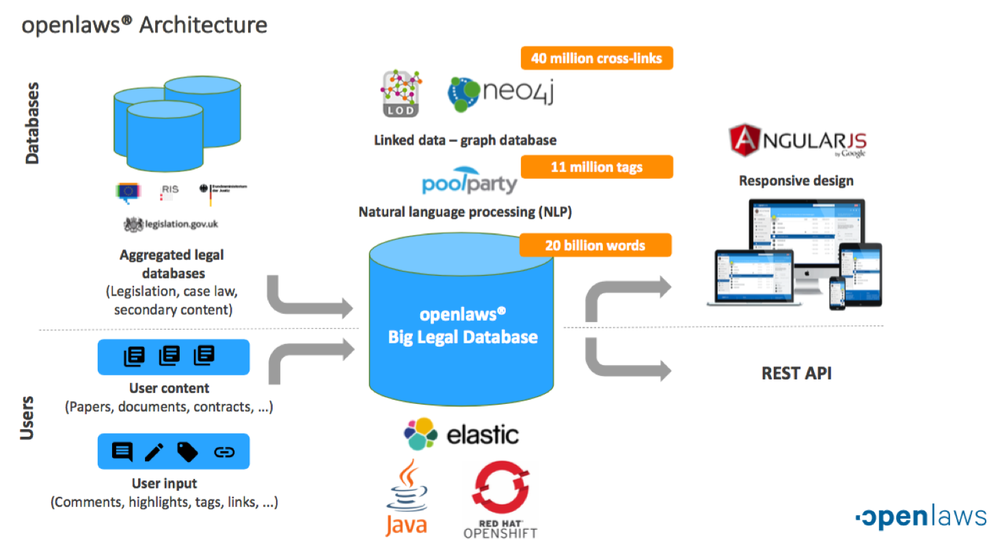 openlaws® Architecture
Databases
RIS
Bundesministerium
der Justiz
legislation.gov.uk
Aggregated legal
databases
(Legislation, case law,
secondary content)
Users
User content
(Papers, documents, contracts, ...)
User input
(Comments, highlights, tags, links, ...)
40 million cross-links
LOD
neo4j
Linked data – graph database
11 million tags
poolparty
Natural language processing (NLP)
20 billion words
openlaws®
Big Legal Database
elastic
Java
RED HAT®
OPENSHIFT
ANGULARJS
by Google
Responsive design
REST API
openlaws